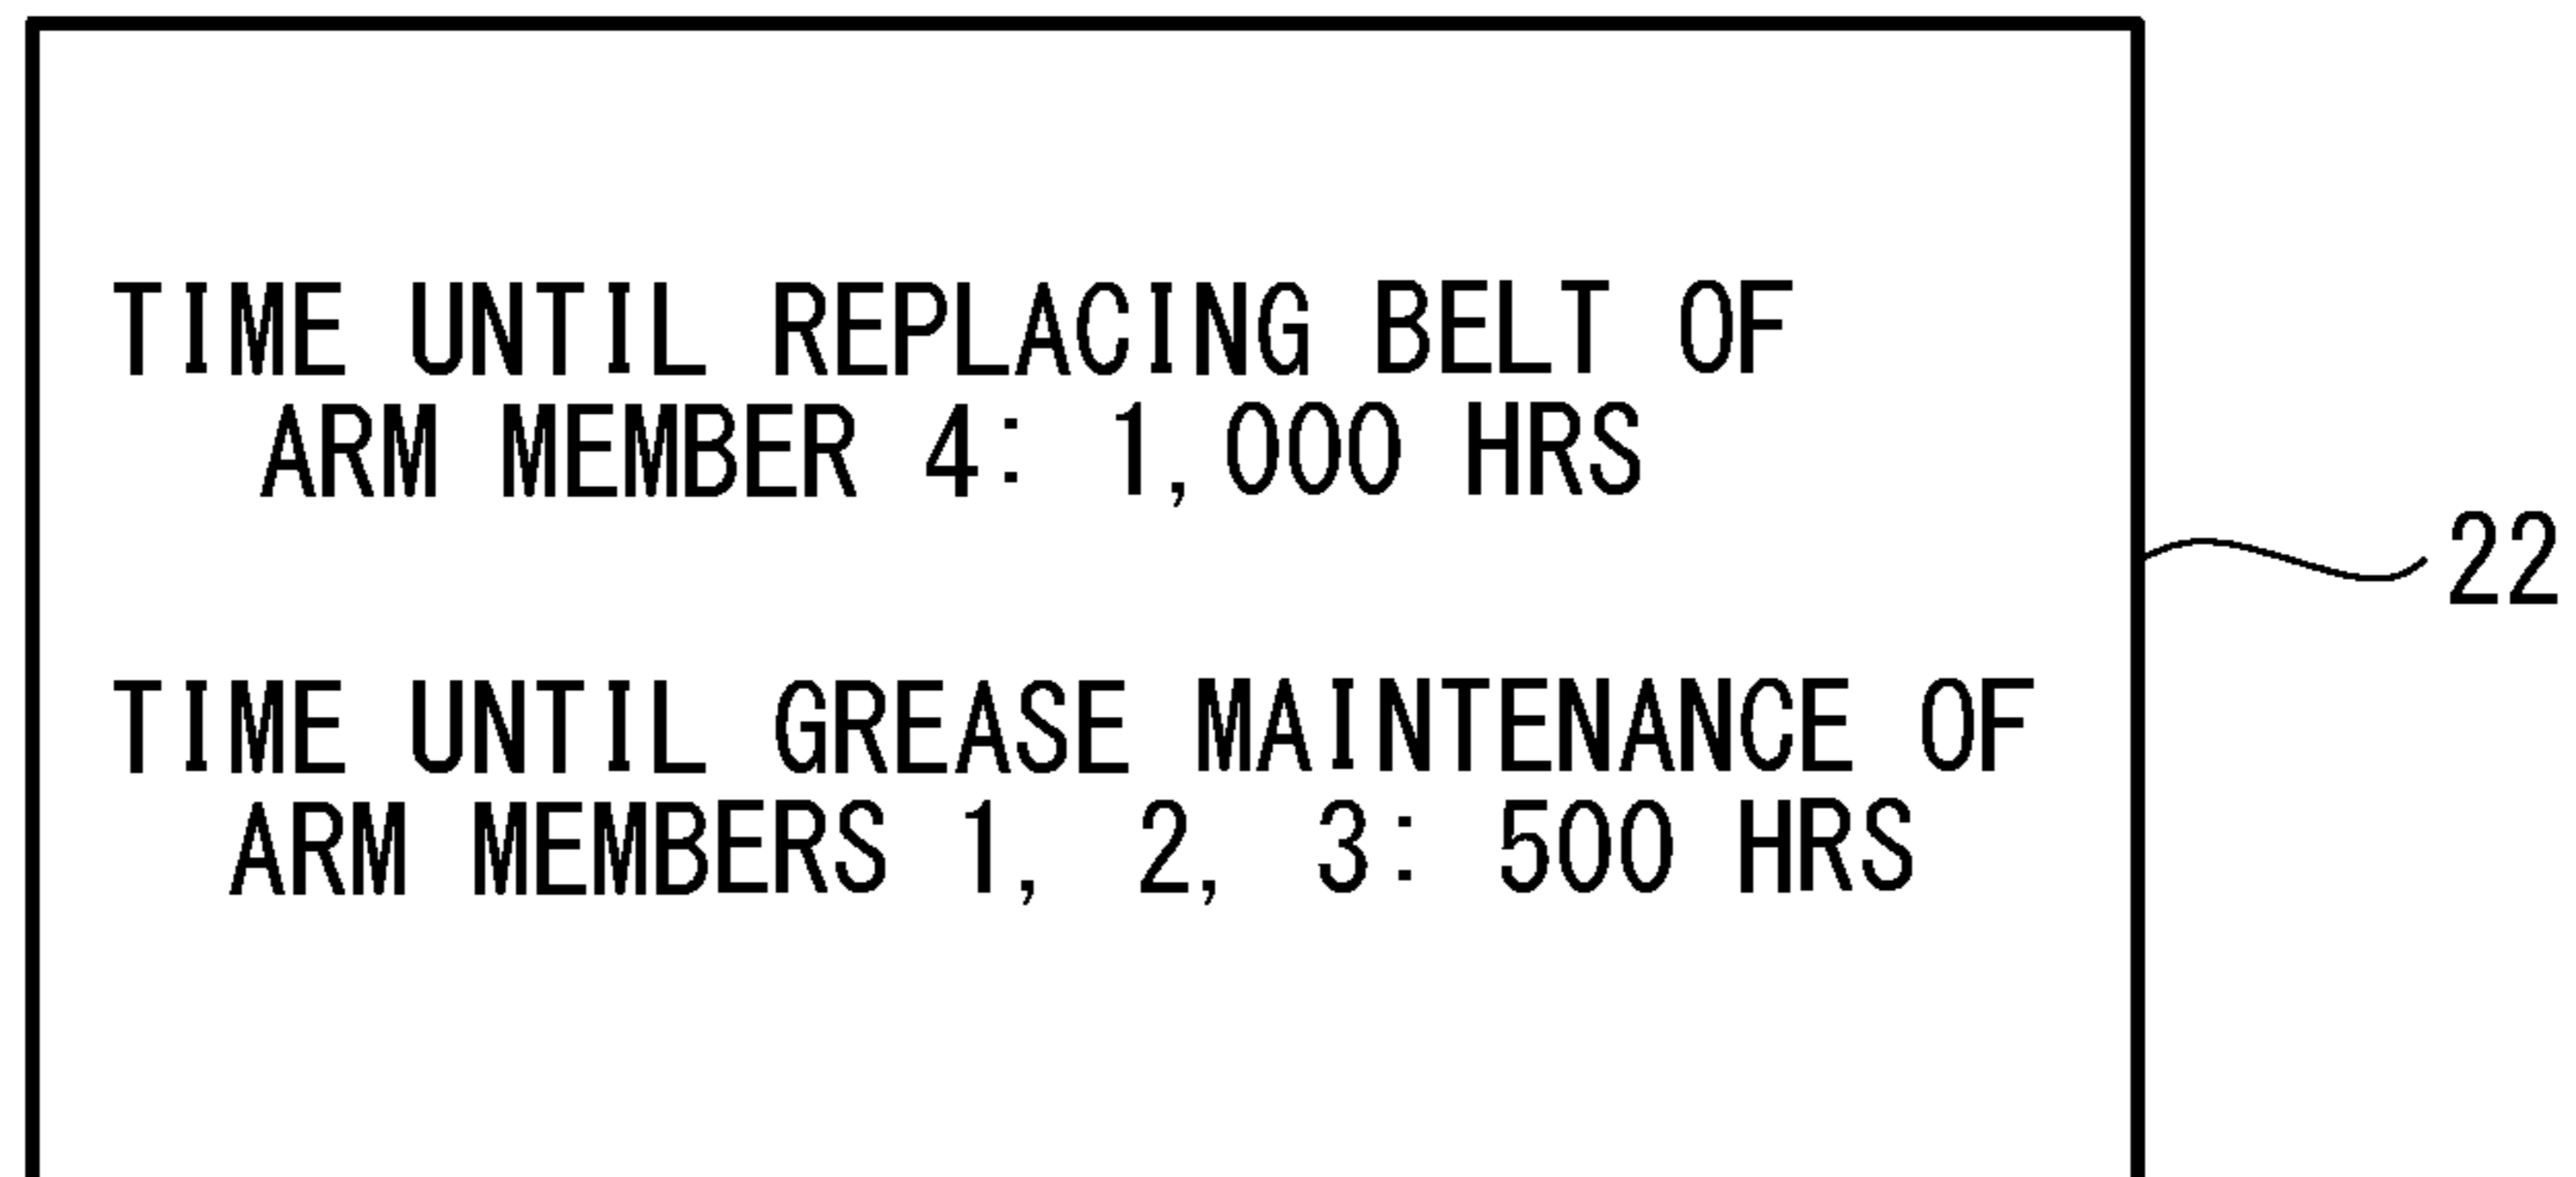 TIME UNTIL REPLACING BELT OF
ARM MEMBER 4: 1,000 HRS
22
TIME UNTIL GREASE MAINTENANCE OF
ARM MEMBERS 1, 2, 3: 500 HRS